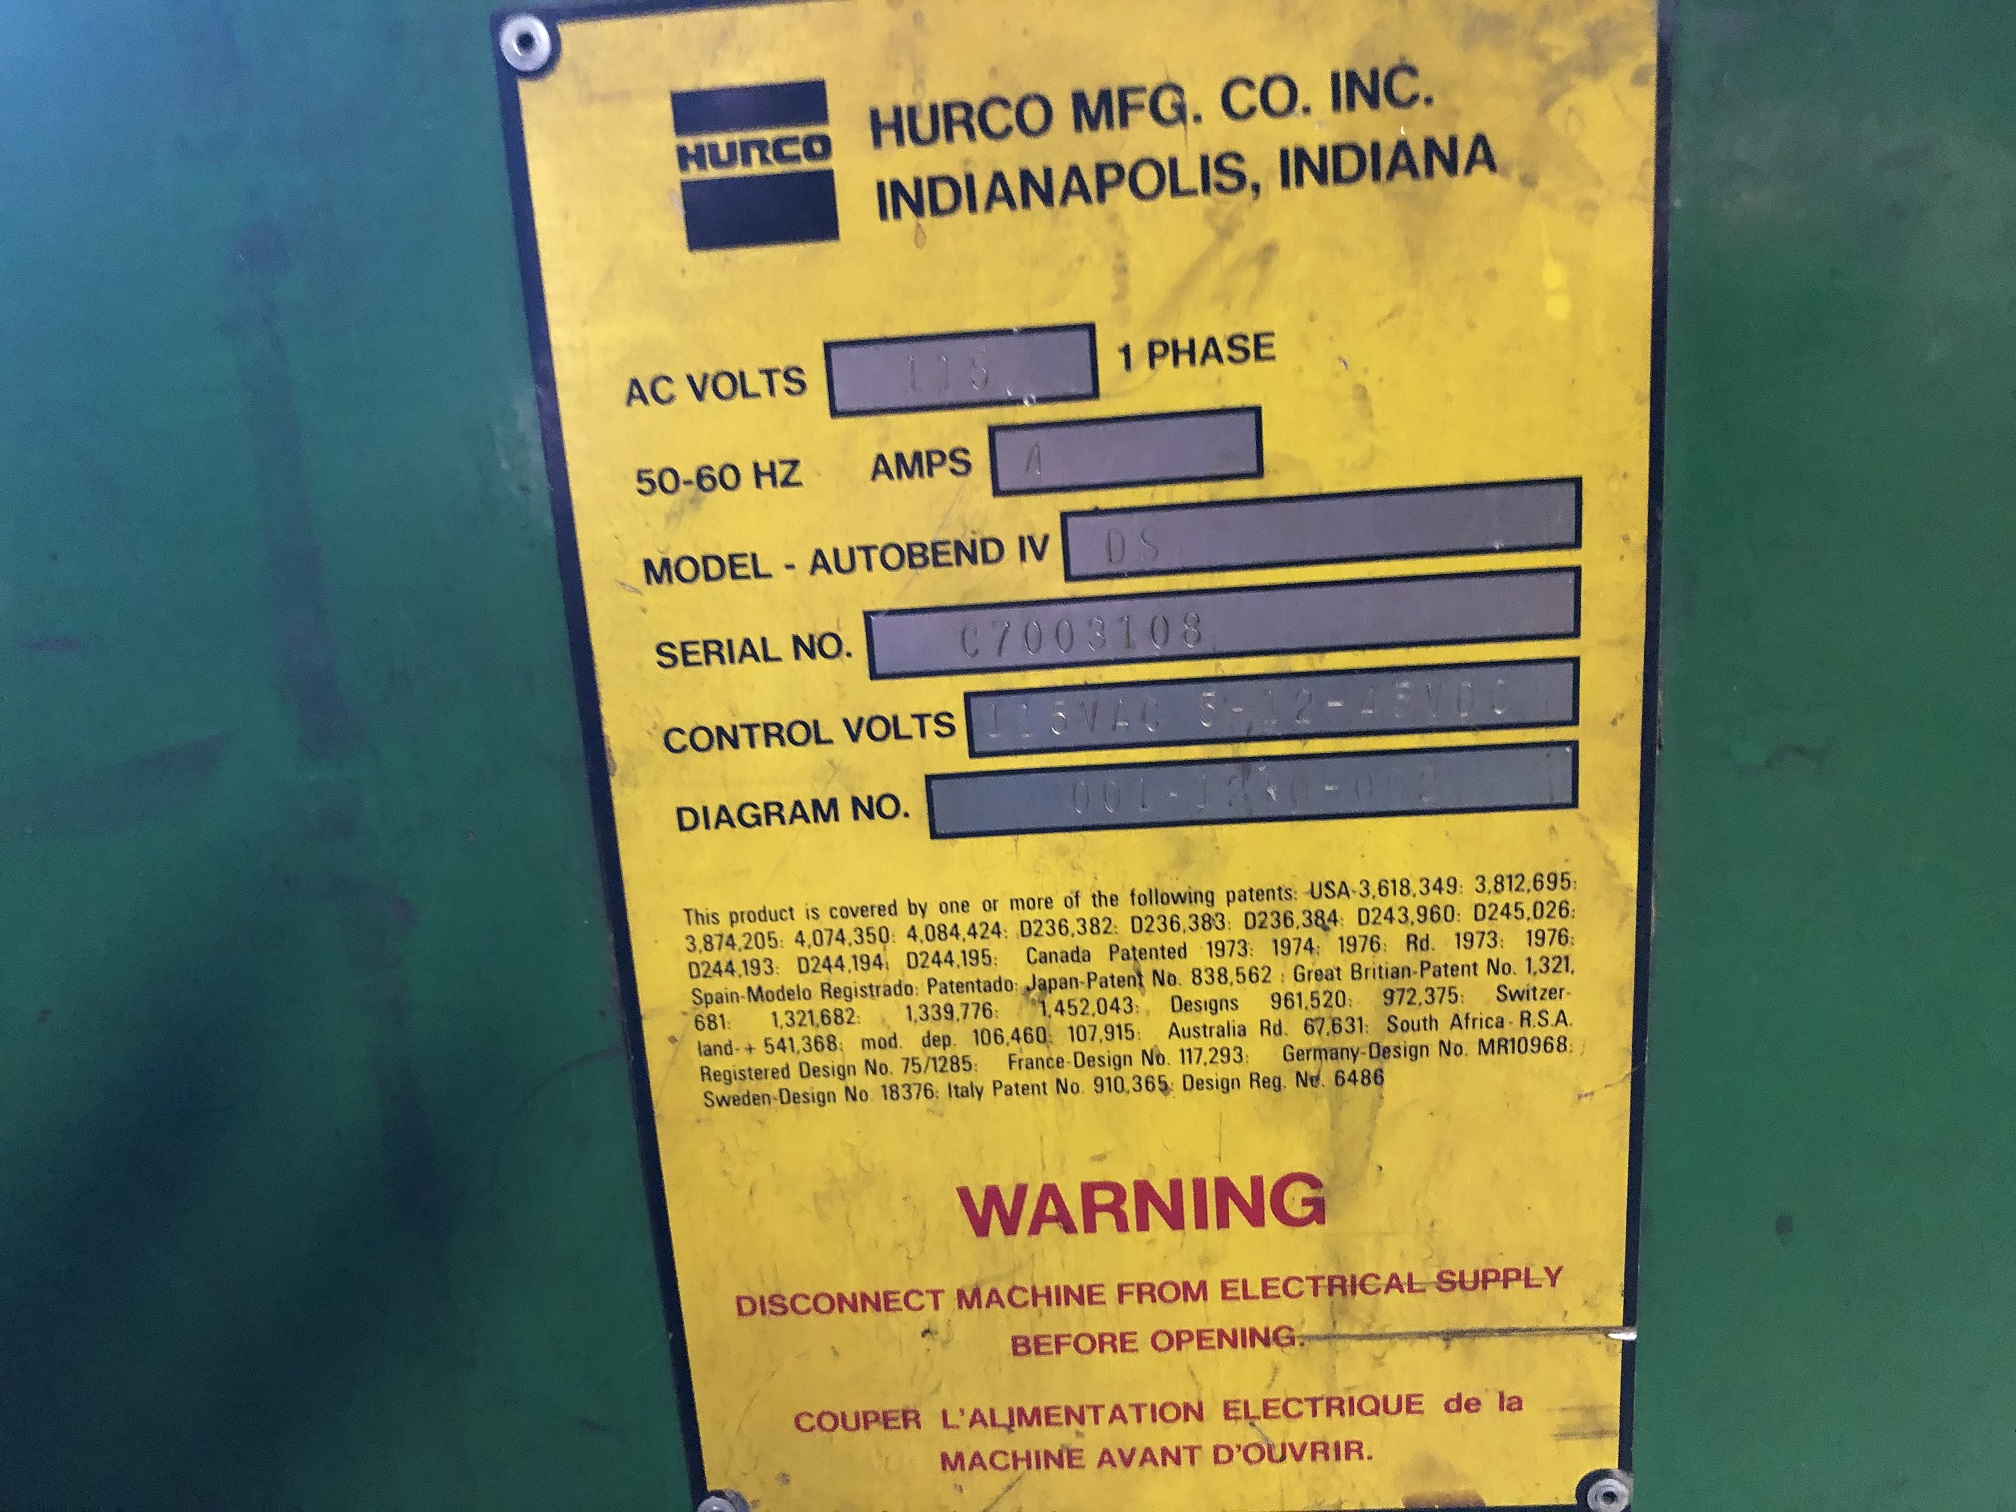 HURCO
HURCO MFG. CO. INC.
INDIANAPOLIS, INDIANA
AC VOLTS 115 1 PHASE
50-60 HZ AMPS
MODEL - AUTOBEND IV DS
SERIAL NO. C7003108
CONTROL VOLTS 115VAC 5-12-45VDC
DIAGRAM NO.
This product is covered by one or more of the following patents: USA-3,618,349: 3,812,695:
3,874,205: 4,074,350: 4,084,424: D236,382: D236,383: D236,384: D243,960: D245,026:
D244,193: D244,194: D244,195: Canada Patented 1973: 1974: 1976: Rd. 1973: 1976:
Spain-Modelo Registrado: Patentado: Japan-Patent No. 838,562 : Great Britian-Patent No. 1,321,
681: 1,321,682: 1,339,776: 1,452,043: Designs 961,520: 972,375: Switzer-
land-+ 541,368: mod. dep. 106,460: 107,915: Australia Rd. 67,631: South Africa-R.S.A.
Registered Design No. 75/1285: France-Design No. 117,293: Germany-Design No. MR10968:
Sweden-Design No. 18376: Italy Patent No. 910,365: Design Reg. No. 6486
WARNING
DISCONNECT MACHINE FROM ELECTRICAL SUPPLY
BEFORE OPENING.
COUPER L'ALIMENTATION ELECTRIQUE de la
MACHINE AVANT D'OUVRIR.